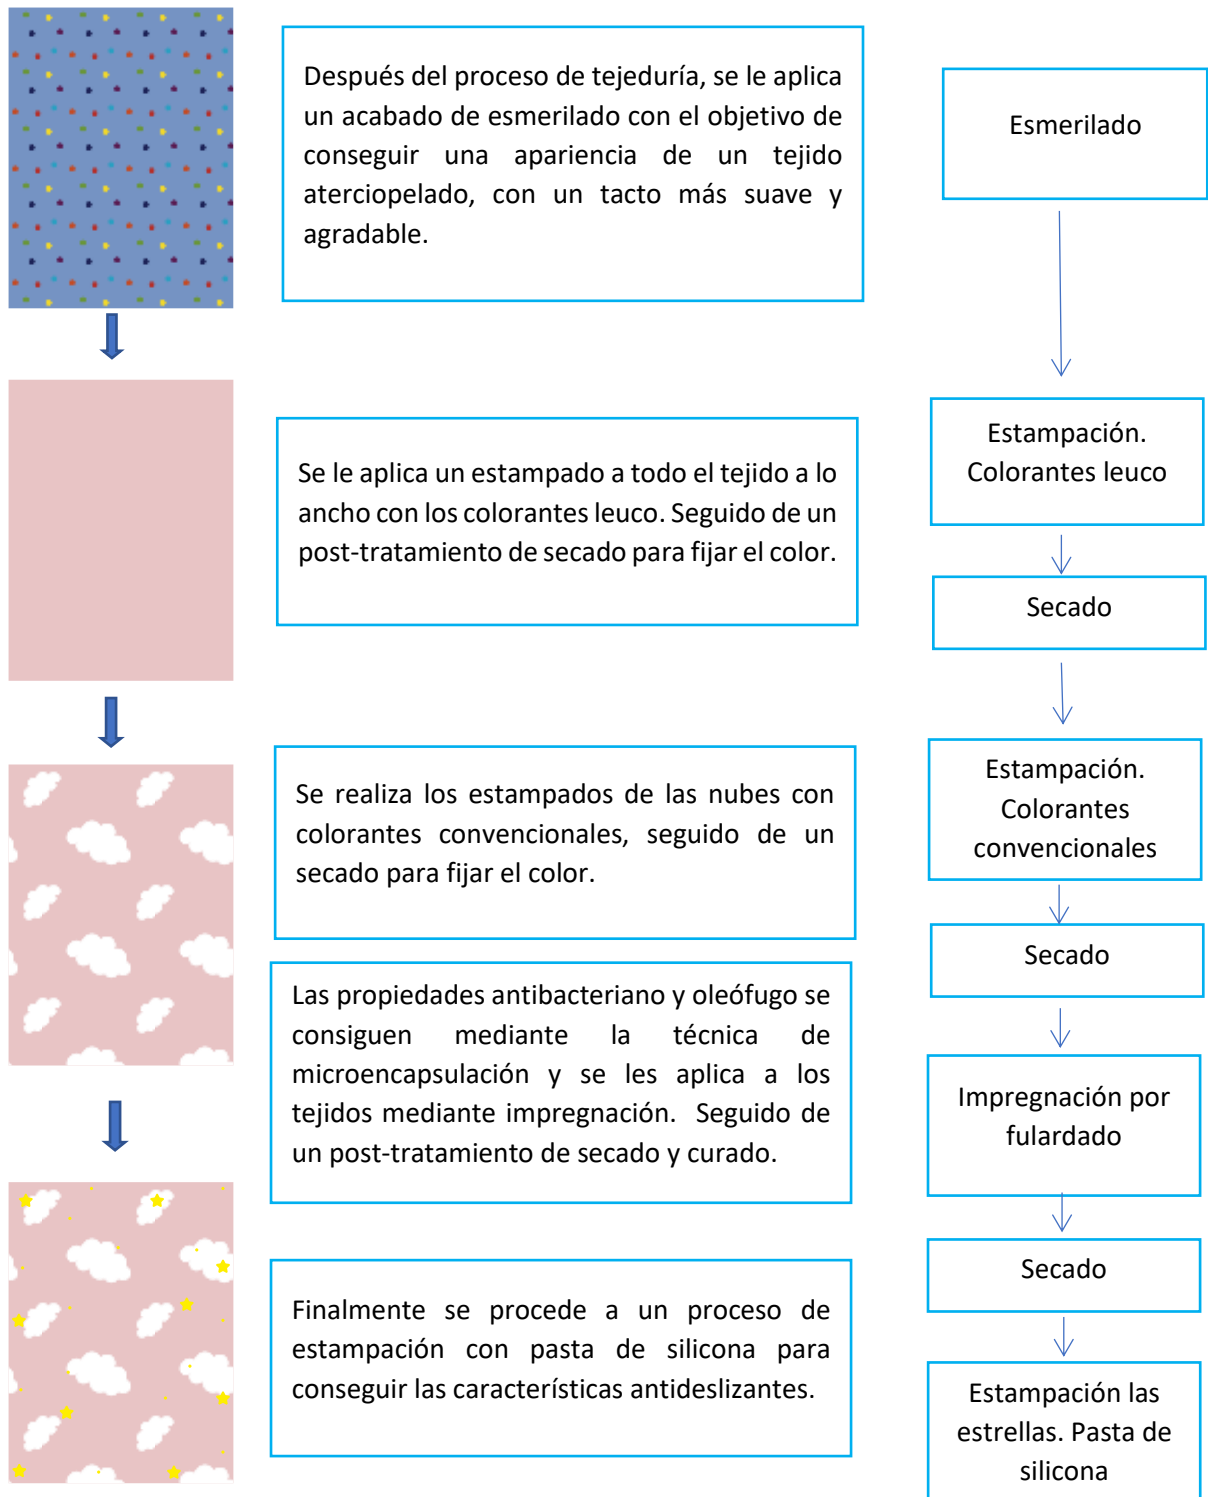 Después del proceso de tejeduría, se le aplica
un acabado de esmerilado con el objetivo de
conseguir una apariencia de un tejido
aterciopelado, con un tacto más suave y
agradable.
Esmerilado
Se le aplica un estampado a todo el tejido a lo
ancho con los colorantes leuco. Seguido de un
post-tratamiento de secado para fijar el color.
Estampación.
Colorantes leuco
Secado
Se realiza los estampados de las nubes con
colorantes convencionales, seguido de un
secado para fijar el color.
Estampación.
Colorantes
convencionales
Secado
Las propiedades antibacteriano y oleófugo se
consiguen mediante la técnica de
microencapsulación y se les aplica a los
tejidos mediante impregnación. Seguido de
un post-tratamiento de secado y curado.
Impregnación por
fulardado
Secado
Finalmente se procede a un proceso de
estampación con pasta de silicona para
conseguir las característícas antideslizantes.
Estampación las
estrellas. Pasta de
silicona